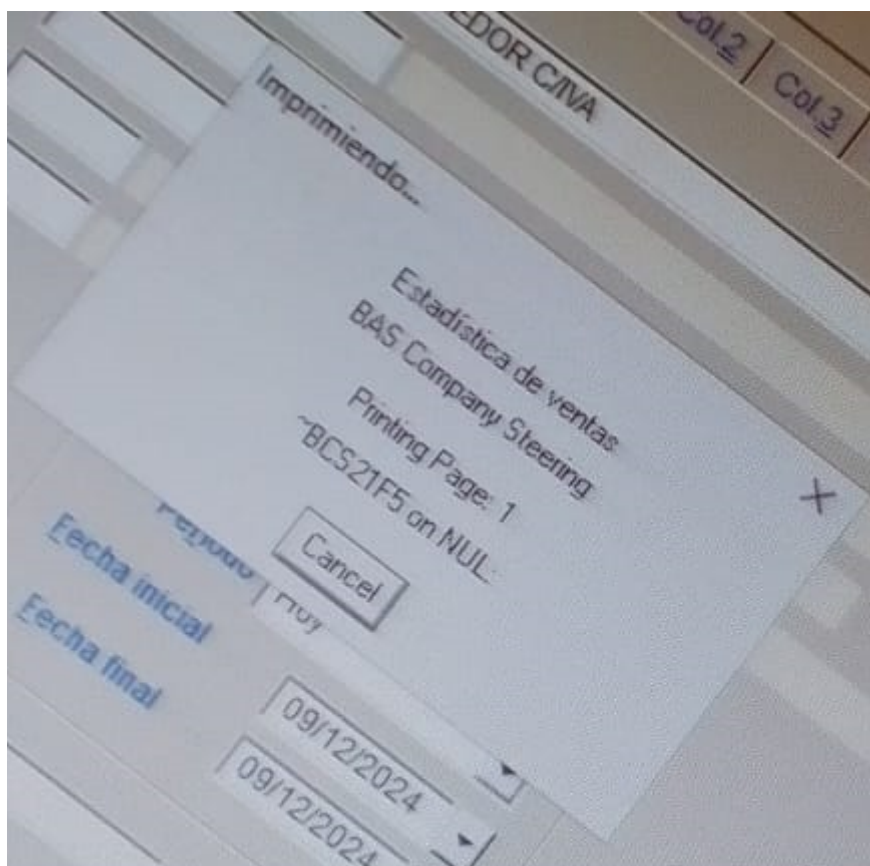 EDOR C/IVA
Col.2
Col.3
Imprimiendo...
Estadística de ventas
BAS Company Steering
Printing Page: 1
~BCS21F5 on NUL:
Cancel
Fecha inicial
09/12/2024
Fecha final
09/12/2024